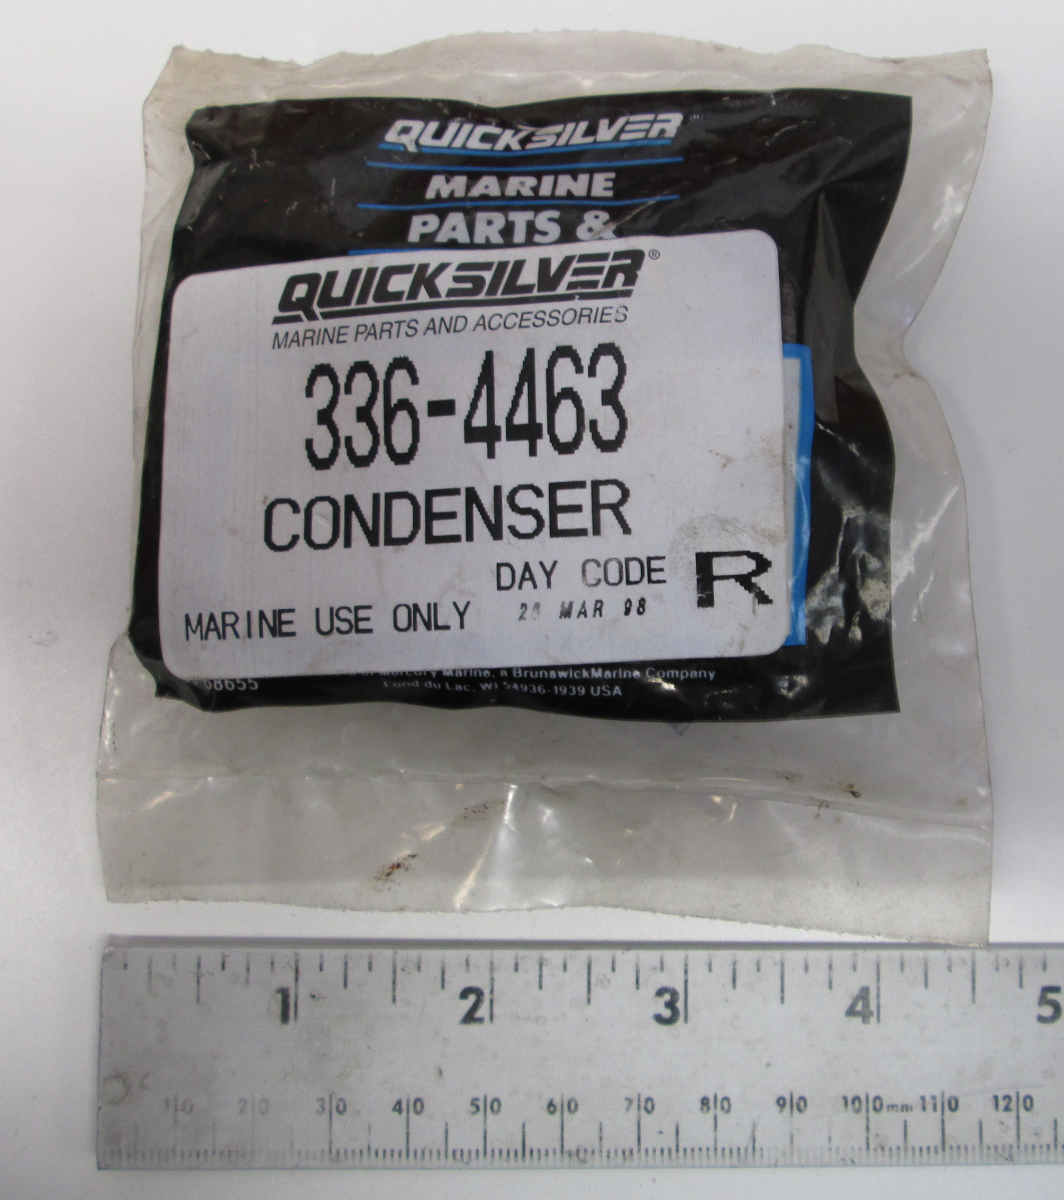 QUICKSILVER
MARINE
PARTS &
QUICKSILVER®
MARINE PARTS AND ACCESSORIES
336-4463
CONDENSER
DAY CODE R
MARINE USE ONLY
MAR 98
Mercury Marine, a Brunswick Marine Company
8655
Fond du Lac, WI 54936-1939 USA
1 2 3 4 5
10 20 30 40 50 60 70 80 90 100mm 110 120